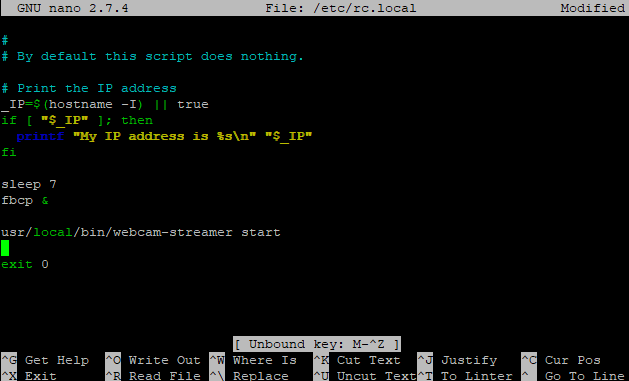 GNU nano 2.7.4 File: /etc/rc.local Modified
#
# By default this script does nothing.
# Print the IP address
_IP=$(hostname -I) || true
if [ "$_IP" ]; then
  printf "My IP address is %s\n" "$_IP"
fi
sleep 7
fbcp &
usr/local/bin/webcam-streamer start
exit 0
[ Unbound key: M-^Z ]
^G Get Help ^O Write Out ^W Where Is ^K Cut Text ^J Justify ^C Cur Pos
^X Exit ^R Read File ^\ Replace ^U Uncut Text ^T To Linter ^_ Go To Line